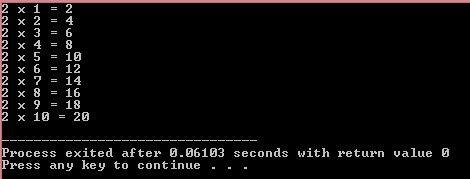 2 x 1 = 2
2 x 2 = 4
2 x 3 = 6
2 x 4 = 8
2 x 5 = 10
2 x 6 = 12
2 x 7 = 14
2 x 8 = 16
2 x 9 = 18
2 x 10 = 20
--------------------------------
Process exited after 0.06103 seconds with return value 0
Press any key to continue . . .